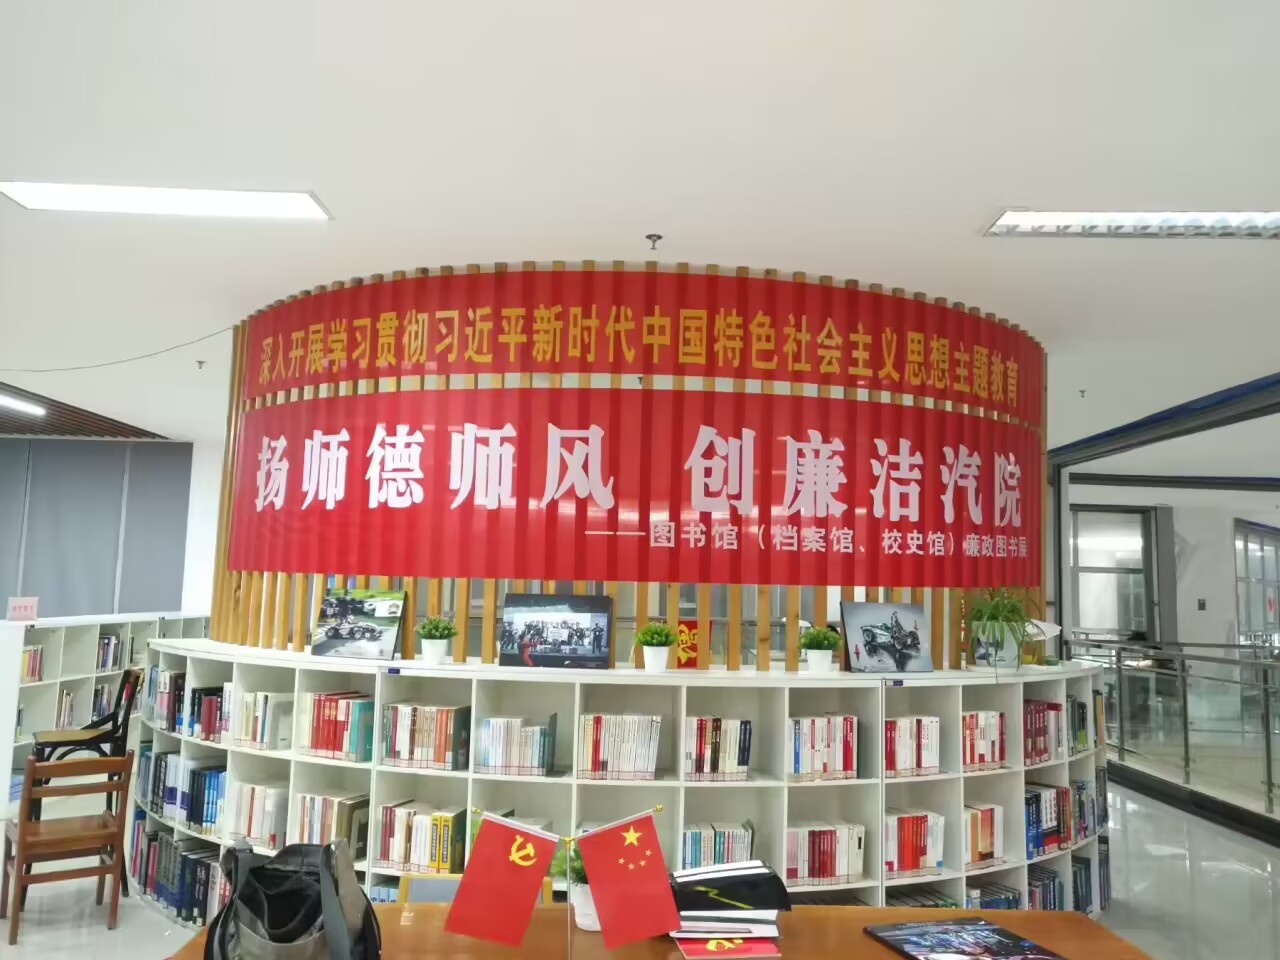 深入开展学习贯彻习近平新时代中国特色社会主义思想主题教育
扬师德师风 创廉洁汽院
——图书馆（档案馆、校史馆）廉政图书展